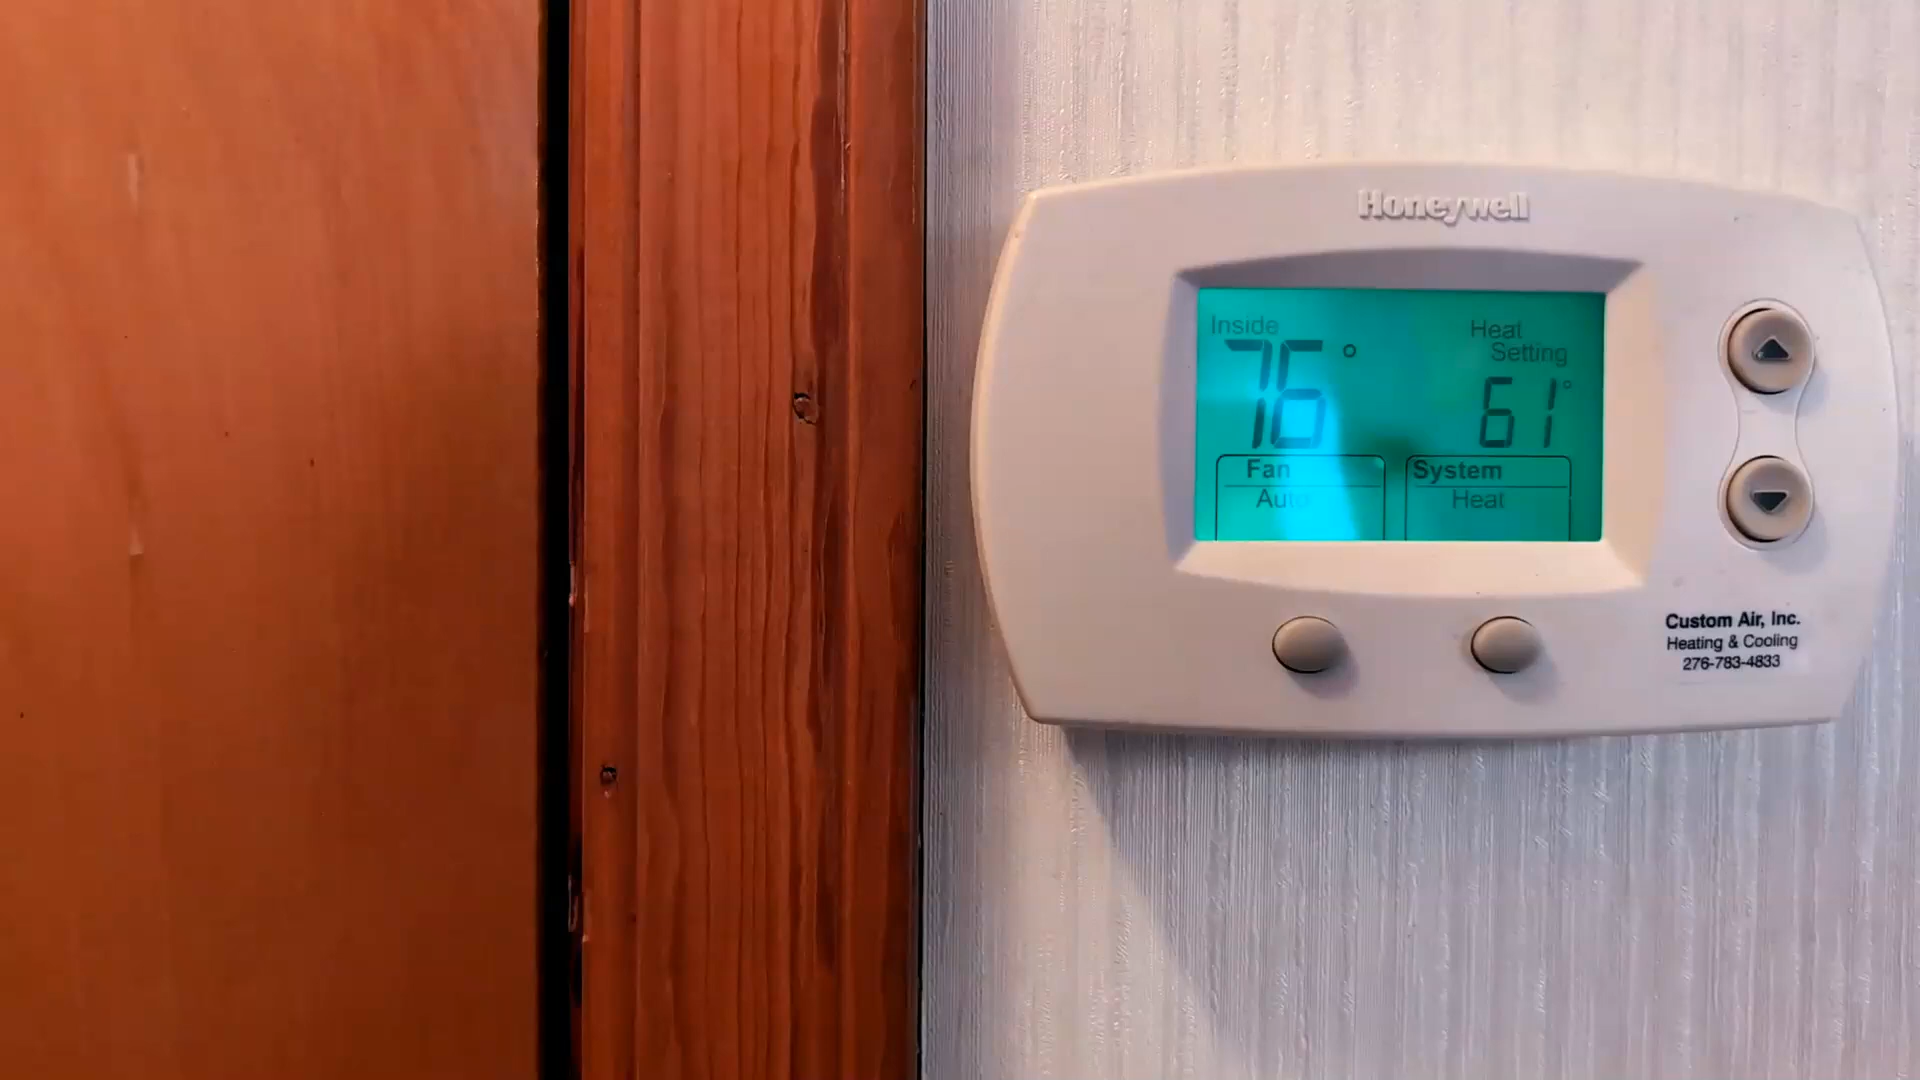 Honeywell
Inside
76°
Heat
Setting
61°
Fan
Auto
System
Heat
Custom Air, Inc.
Heating & Cooling
276-783-4833